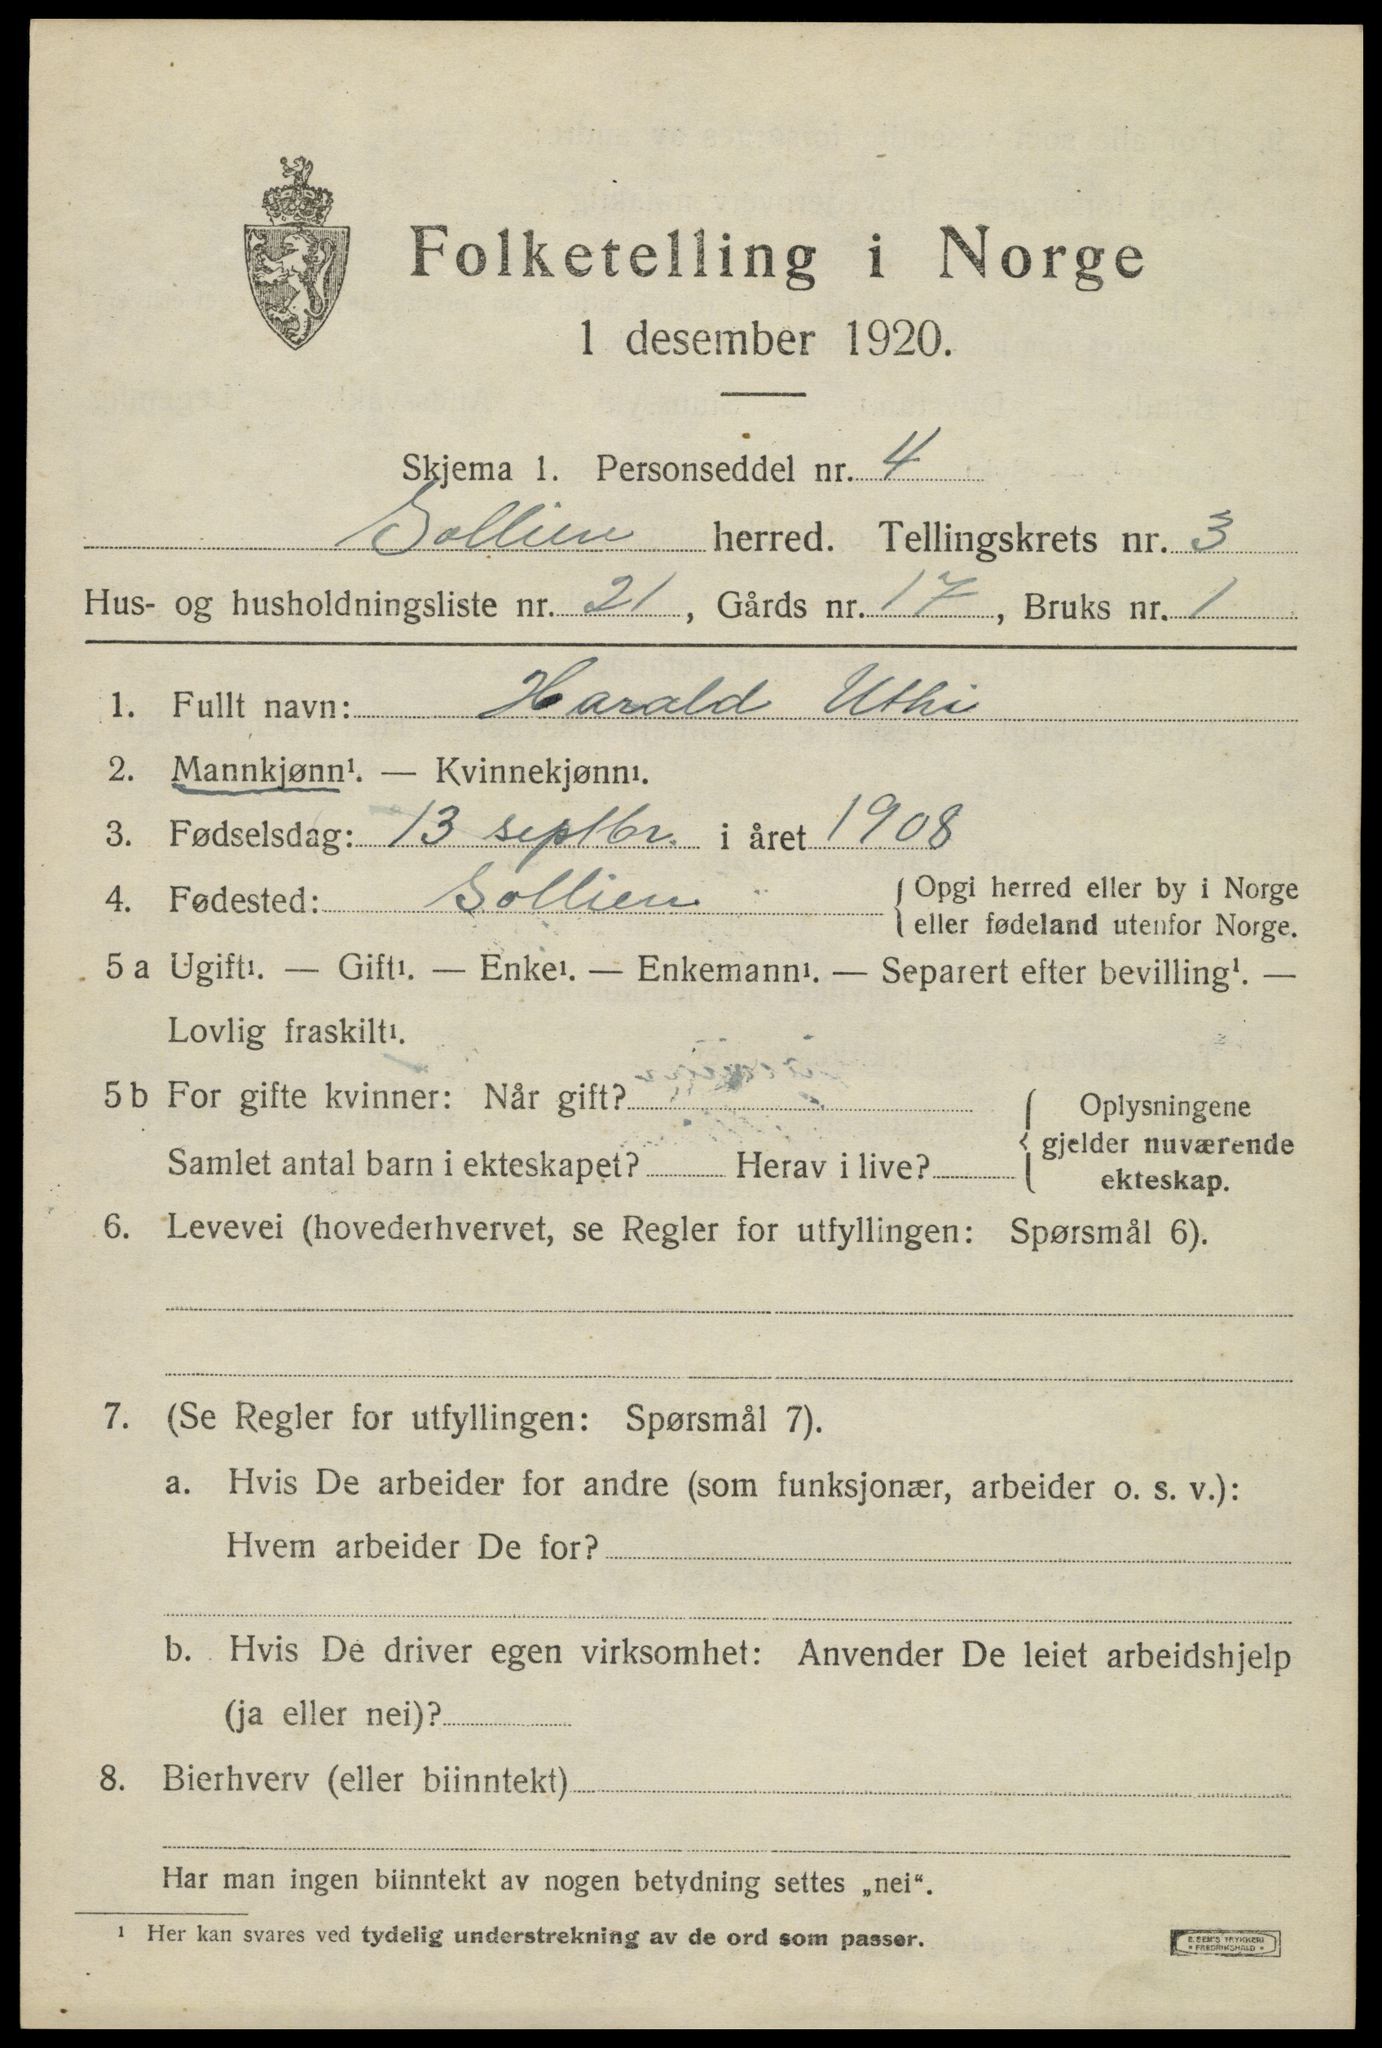 Folketelling i Norge
1 desember 1920.
Skjema 1. Personseddel nr. 4
Sollien herred. Tellingskrets nr. 3
Hus- og husholdningsliste nr. 21, Gårds nr. 17, Bruks nr. 1
1. Fullt navn: Harald Uthi
2. Mannkjønn¹. — Kvinnekjønn¹.
3. Fødselsdag: 13 septbr. i året 1908
4. Fødested: Sollien { Opgi herred eller by i Norge
eller fødeland utenfor Norge.
5 a Ugift¹. — Gift¹. — Enke¹. — Enkemann¹. — Separert efter bevilling¹. —
Lovlig fraskilt¹.
5 b For gifte kvinner: Når gift?
Samlet antal barn i ekteskapet? Herav i live?
{ Oplysningene
gjelder nuværende
ekteskap.
6. Levevei (hovederhvervet, se Regler for utfyllingen: Spørsmål 6).
7. (Se Regler for utfyllingen: Spørsmål 7).
a. Hvis De arbeider for andre (som funksjonær, arbeider o. s. v.):
Hvem arbeider De for?
b. Hvis De driver egen virksomhet: Anvender De leiet arbeidshjelp
(ja eller nei)?
8. Bierhverv (eller biinntekt)
Har man ingen biinntekt av nogen betydning settes „nei“.
¹ Her kan svares ved tydelig understrekning av de ord som passer.
E. SEM'S TRYKKERI
* FREDRIKSHALD *